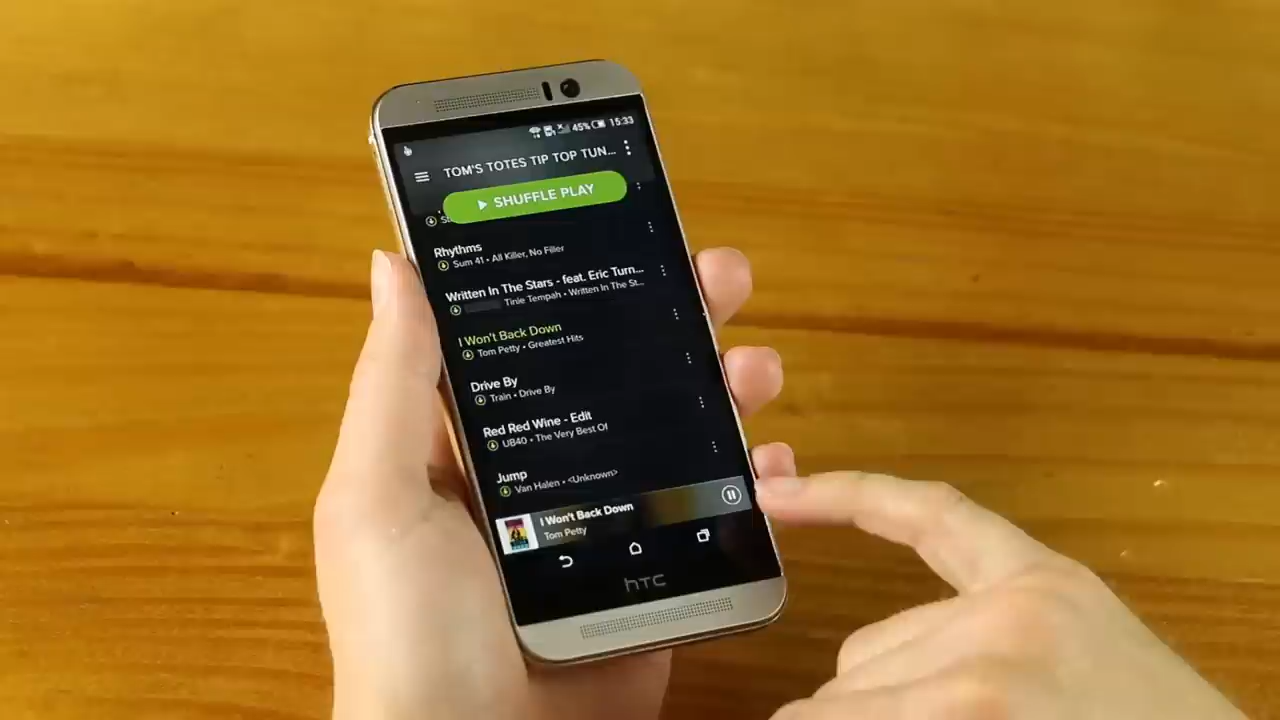 45% 15:33
TOM'S TOTES TIP TOP TUN...
SHUFFLE PLAY
Rhythms
Sum 41 • All Killer, No Filler
Written In The Stars - feat. Eric Turn...
Tinie Tempah • Written In The St...
I Won't Back Down
Tom Petty • Greatest Hits
Drive By
Train • Drive By
Red Red Wine - Edit
UB40 • The Very Best Of
Jump
Van Halen • <Unknown>
I Won't Back Down
Tom Petty
hTC